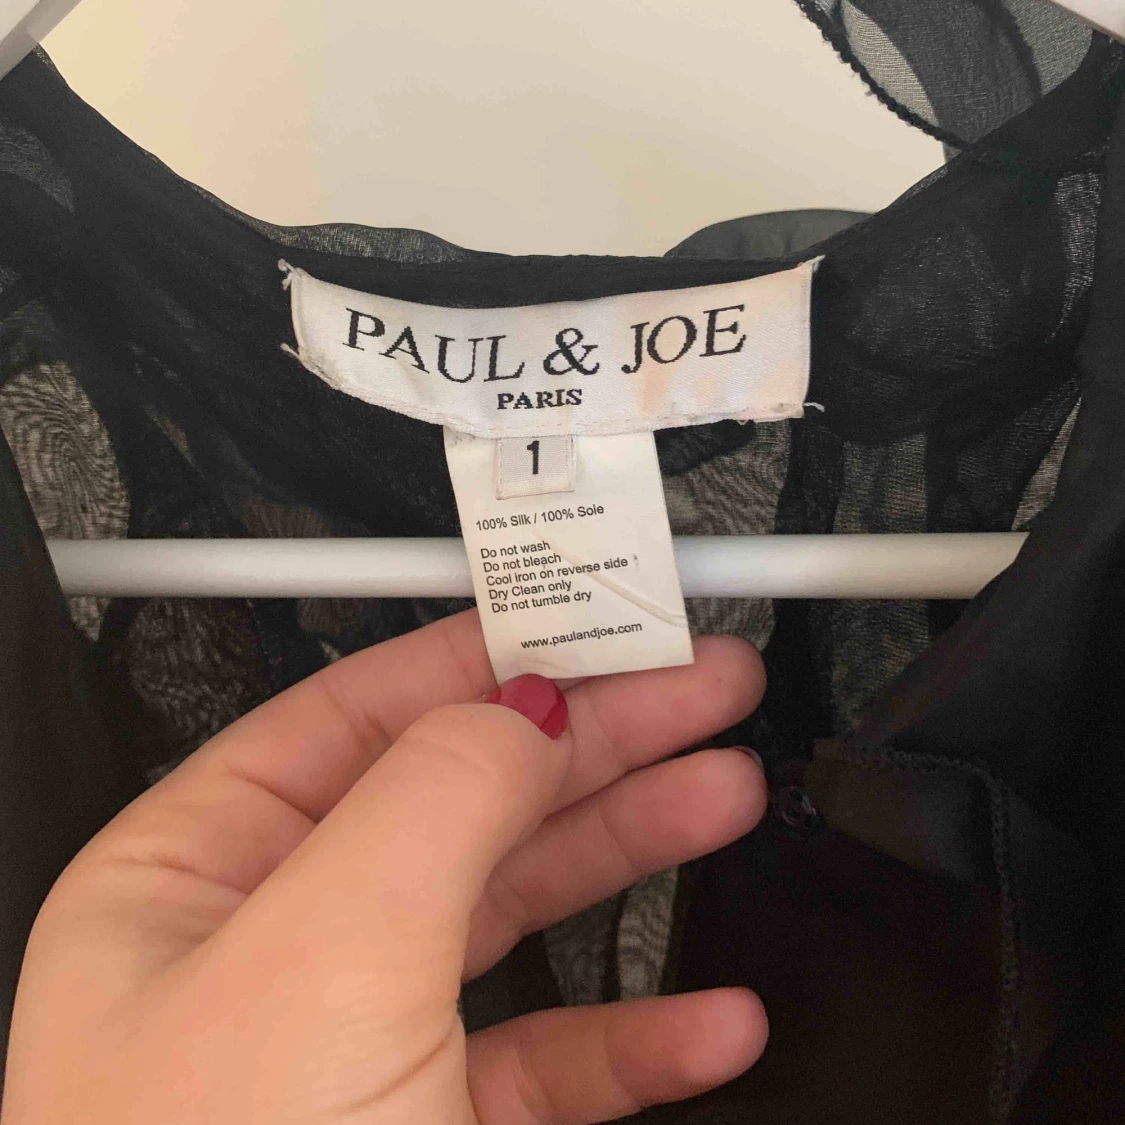 PAUL & JOE
PARIS
1
100% Silk / 100% Soie
Do not wash
Do not bleach
Cool iron on reverse side
Dry Clean only
Do not tumble dry
www.paulandjoe.com